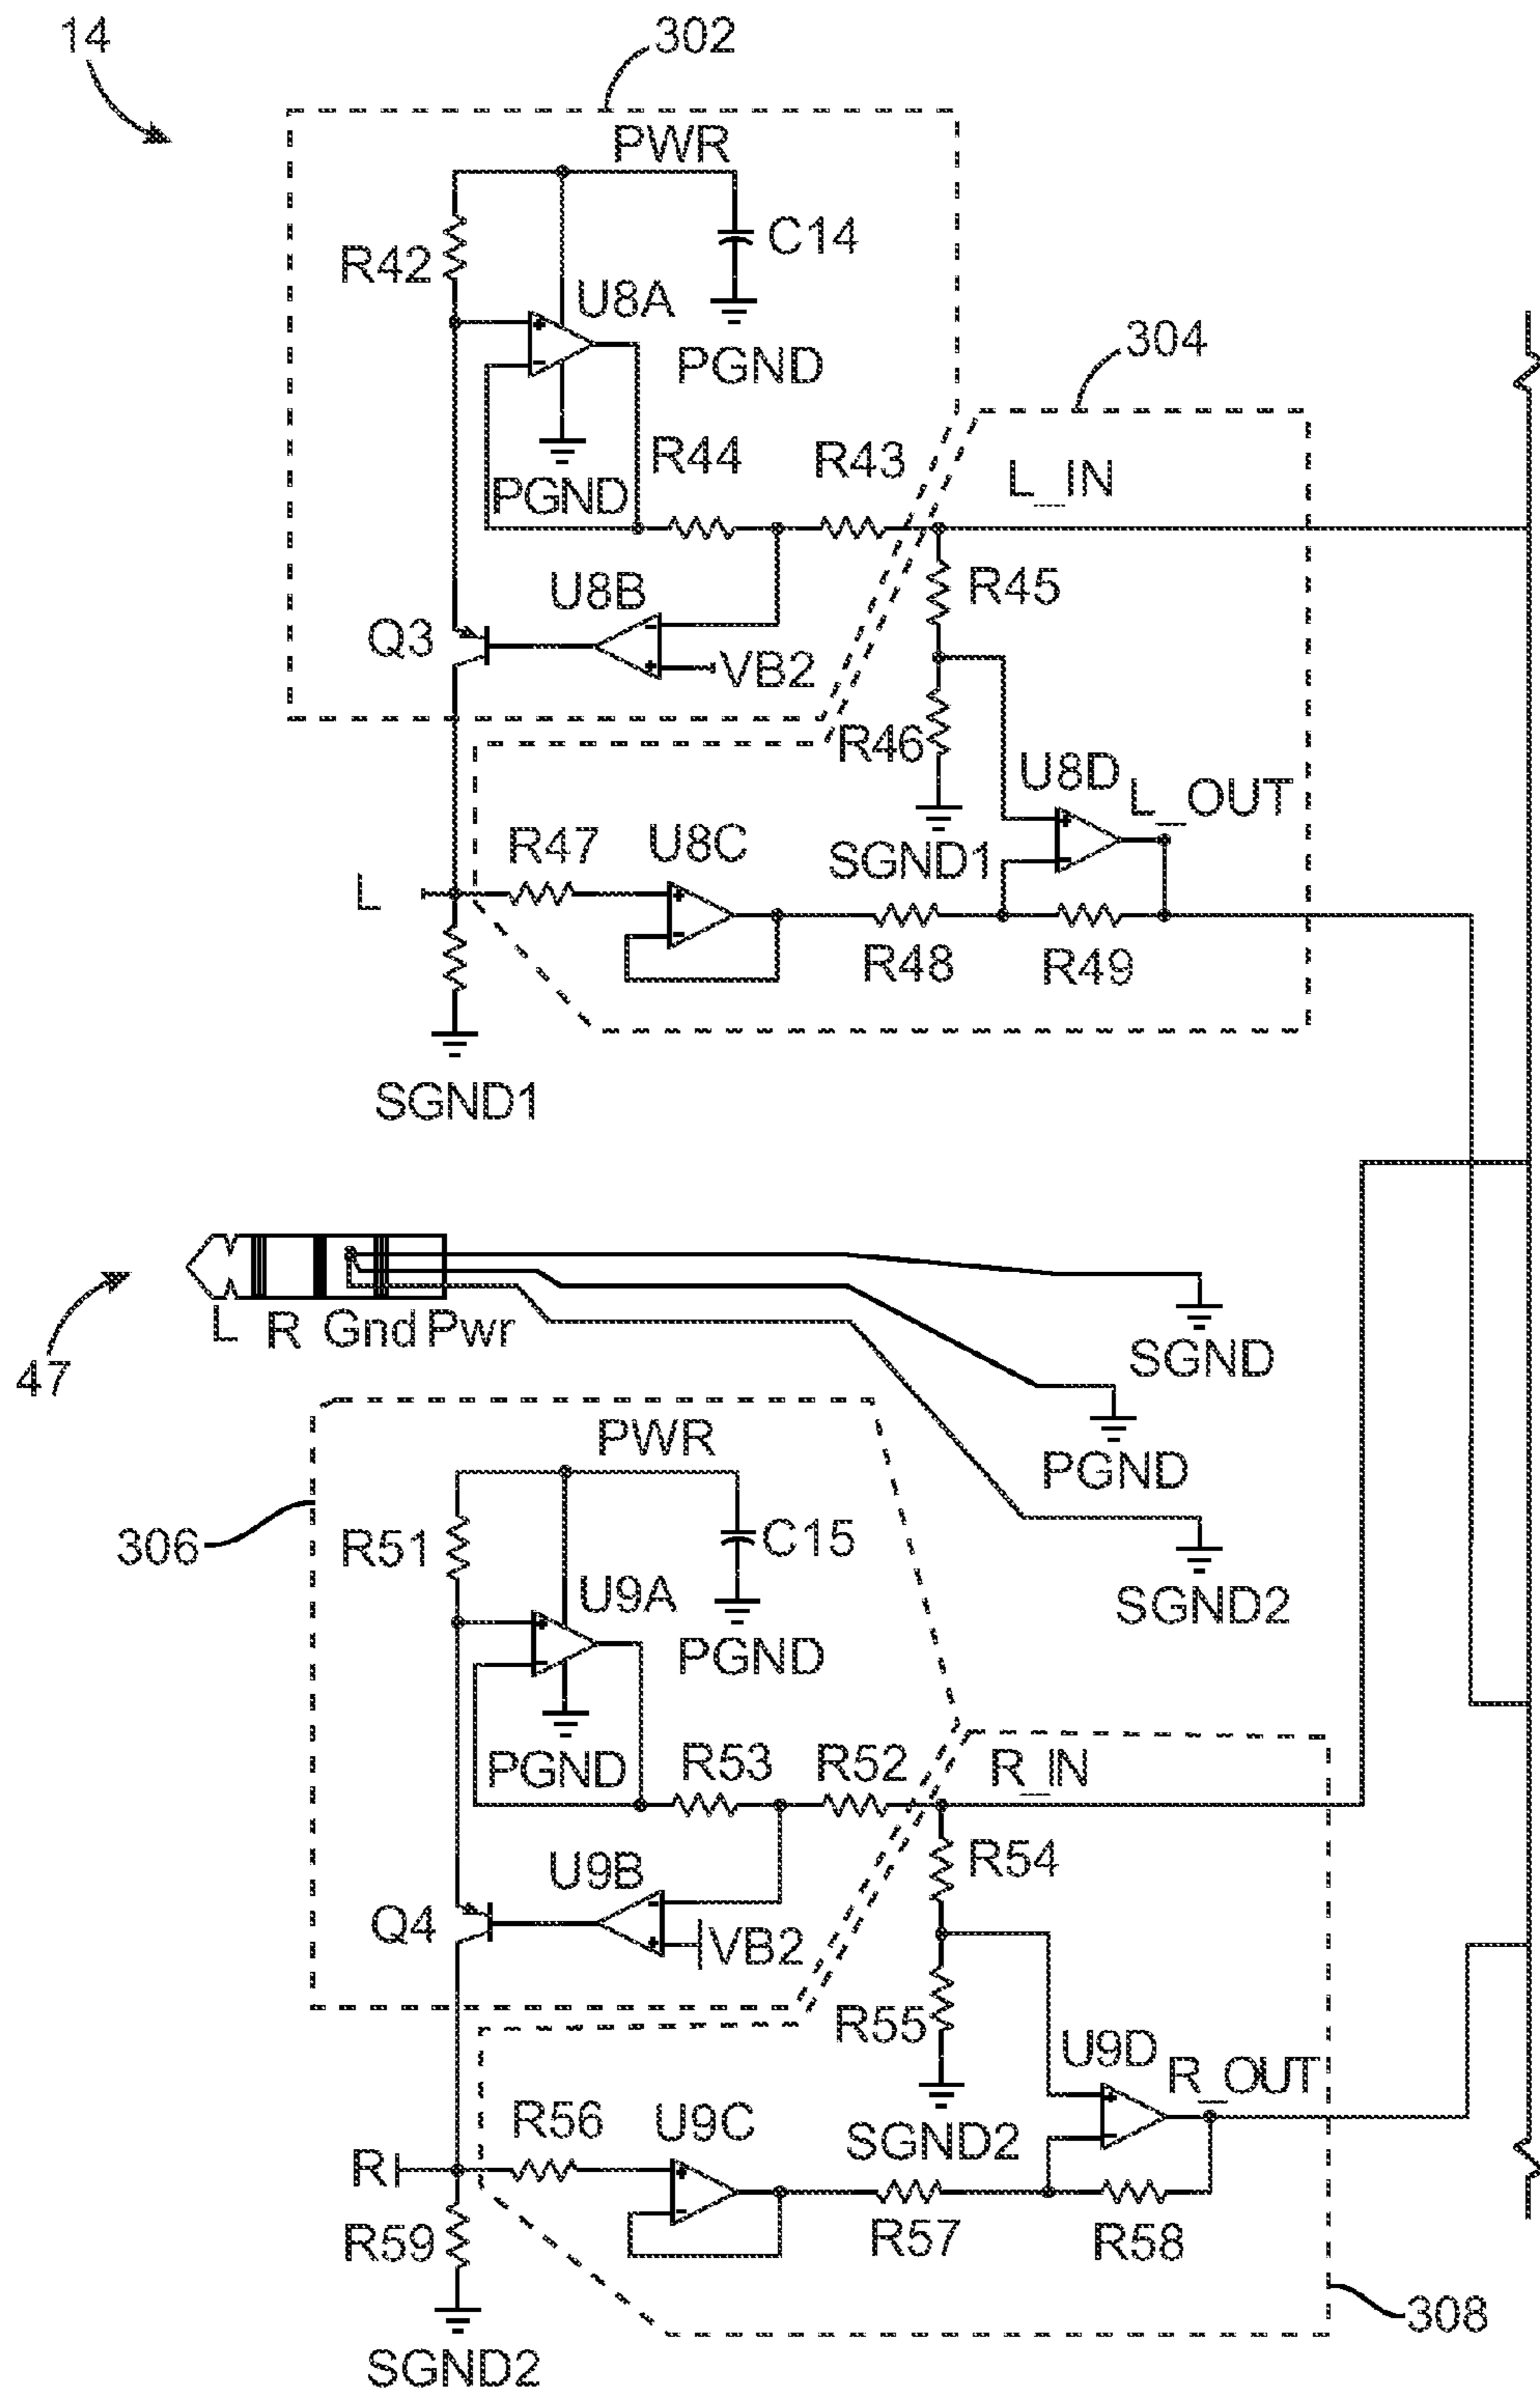 14
302
PWR
R42
C14
U8A
PGND
304
R44
R43
L_IN
PGND
U8B
R45
Q3
VB2
R46
U8D
L_OUT
R47
U8C
SGND1
L
R48
R49
SGND1
L R Gnd Pwr
47
SGND
PGND
SGND2
PWR
306
R51
C15
U9A
PGND
PGND
R53
R52
R_IN
U9B
R54
Q4
VB2
R55
U9D
R_OUT
R56
U9C
SGND2
R
R59
R57
R58
308
SGND2